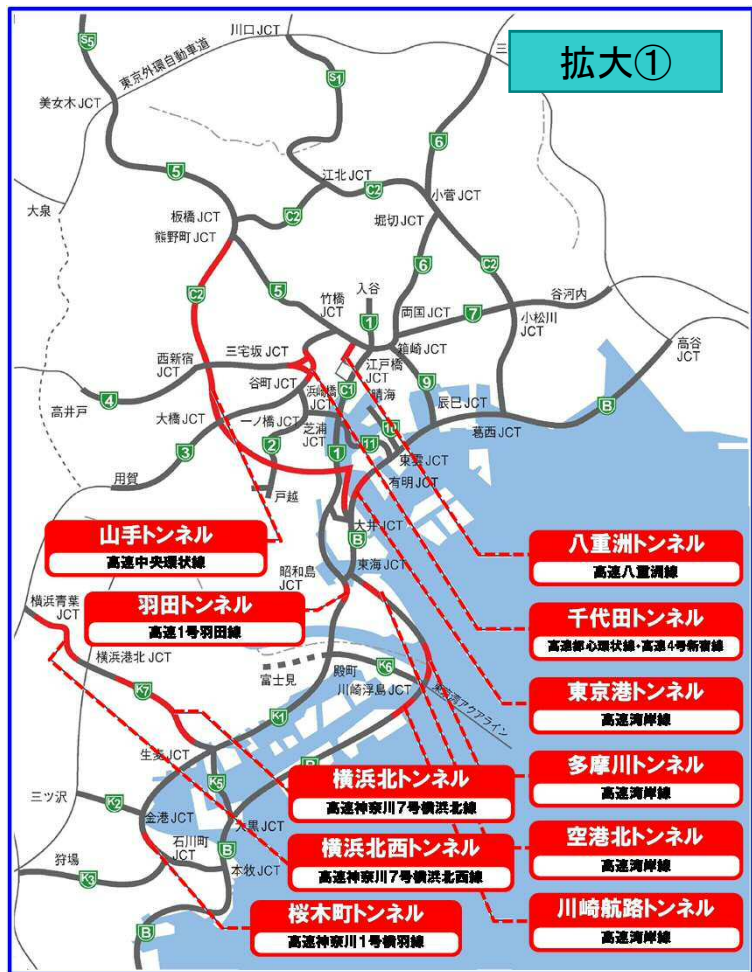 拡大①
川口JCT
三
S5
東京外環自動車道
S1
美女木JCT
6
5
江北JCT
C2
小菅JCT
大泉
板橋JCT
C2
堀切JCT
熊野町JCT
6
C2
C2
5
入谷
谷河内
竹橋
JCT
両国JCT
7
1
小松川
JCT
高谷
JCT
西新宿
JCT
三宅坂
JCT
箱崎JCT
江戸橋
JCT
谷町JCT
浜崎橋
JCT
C1
晴海
9
4
辰巳JCT
B
高井戸
大橋JCT
一ノ橋JCT
芝浦
JCT
10
葛西JCT
3
2
1
11
東雲JCT
用賀
戸越
有明JCT
大井JCT
山手トンネル
高速中央環状線
B
八重洲トンネル
高速八重洲線
昭和島
JCT
東海JCT
横浜青葉
JCT
羽田トンネル
高速1号羽田線
千代田トンネル
高速都心環状線・高速4号新宿線
横浜港北JCT
殿町
K6
富士見
川崎浮島JCT
東京湾アクアライン
東京港トンネル
高速湾岸線
K7
K1
生麦JCT
多摩川トンネル
高速湾岸線
横浜北トンネル
高速神奈川7号横浜北線
B
K5
三ツ沢
K2
金港JCT
大黒JCT
空港北トンネル
高速湾岸線
横浜北西トンネル
高速神奈川7号横浜北西線
石川町
JCT
狩場
B
本牧JCT
K3
川崎航路トンネル
高速湾岸線
桜木町トンネル
高速神奈川1号横羽線
B